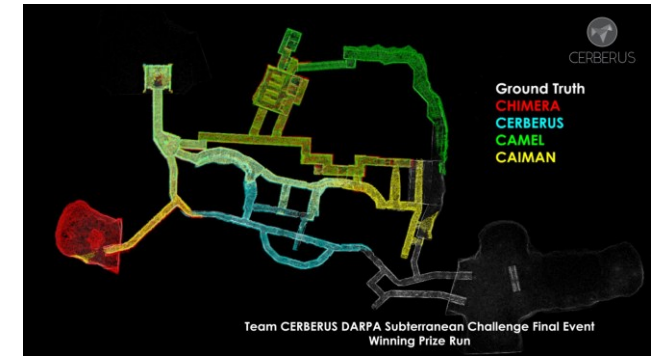 CERBERUS
Ground Truth
CHIMERA
CERBERUS
CAMEL
CAIMAN
Team CERBERUS DARPA Subterranean Challenge Final Event
Winning Prize Run